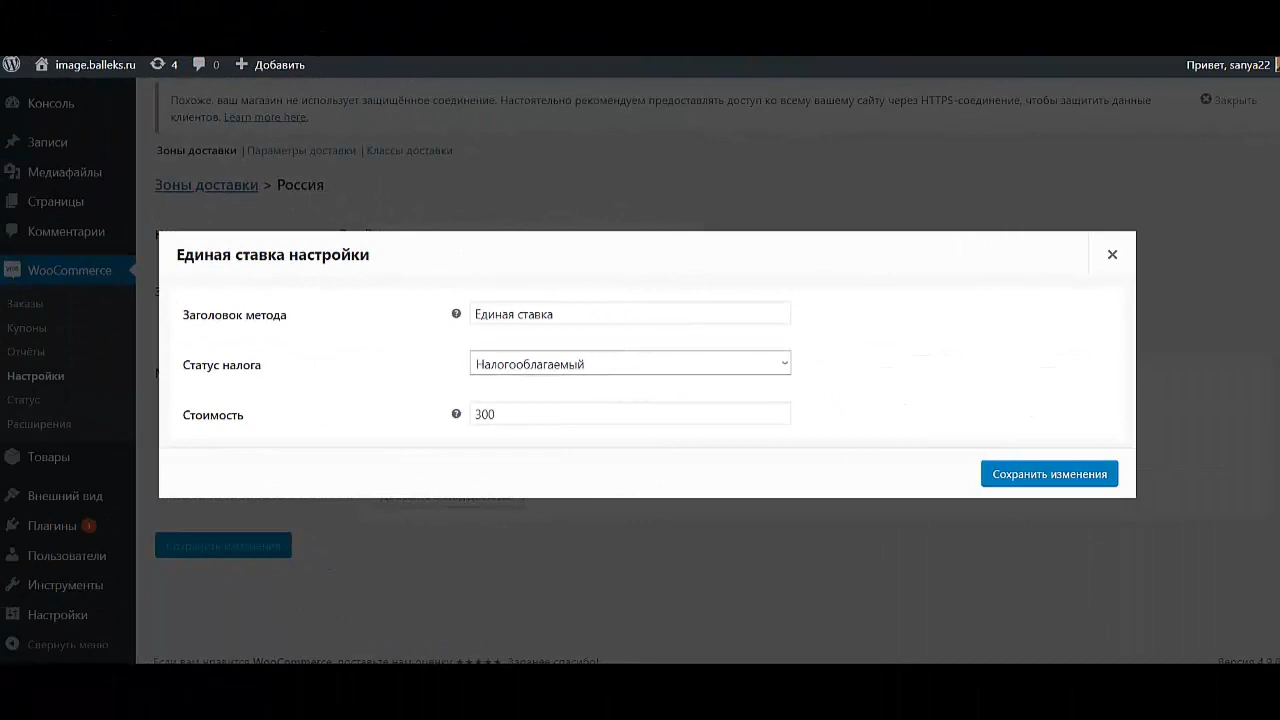 image.balleks.ru 4 0 Добавить Привет, sanya22
Консоль
Записи
Медиафайлы
Страницы
Комментарии
WooCommerce
Заказы
Купоны
Отчёты
Настройки
Статус
Расширения
Товары
Внешний вид
Плагины 1
Пользователи
Инструменты
Настройки
Свернуть меню
Похоже, ваш магазин не использует защищённое соединение. Настоятельно рекомендуем предоставлять доступ ко всему вашему сайту через HTTPS-соединение, чтобы защитить данные
клиентов. Learn more here.
Закрыть
Зоны доставки | Параметры доставки | Классы доставки
Зоны доставки > Россия
Единая ставка настройки
Заголовок метода Единая ставка
Статус налога Налогооблагаемый
Стоимость 300
Сохранить изменения
Сохранить изменения
Если вам нравится WooCommerce, поставьте нам оценку ★★★★★. Заранее спасибо!